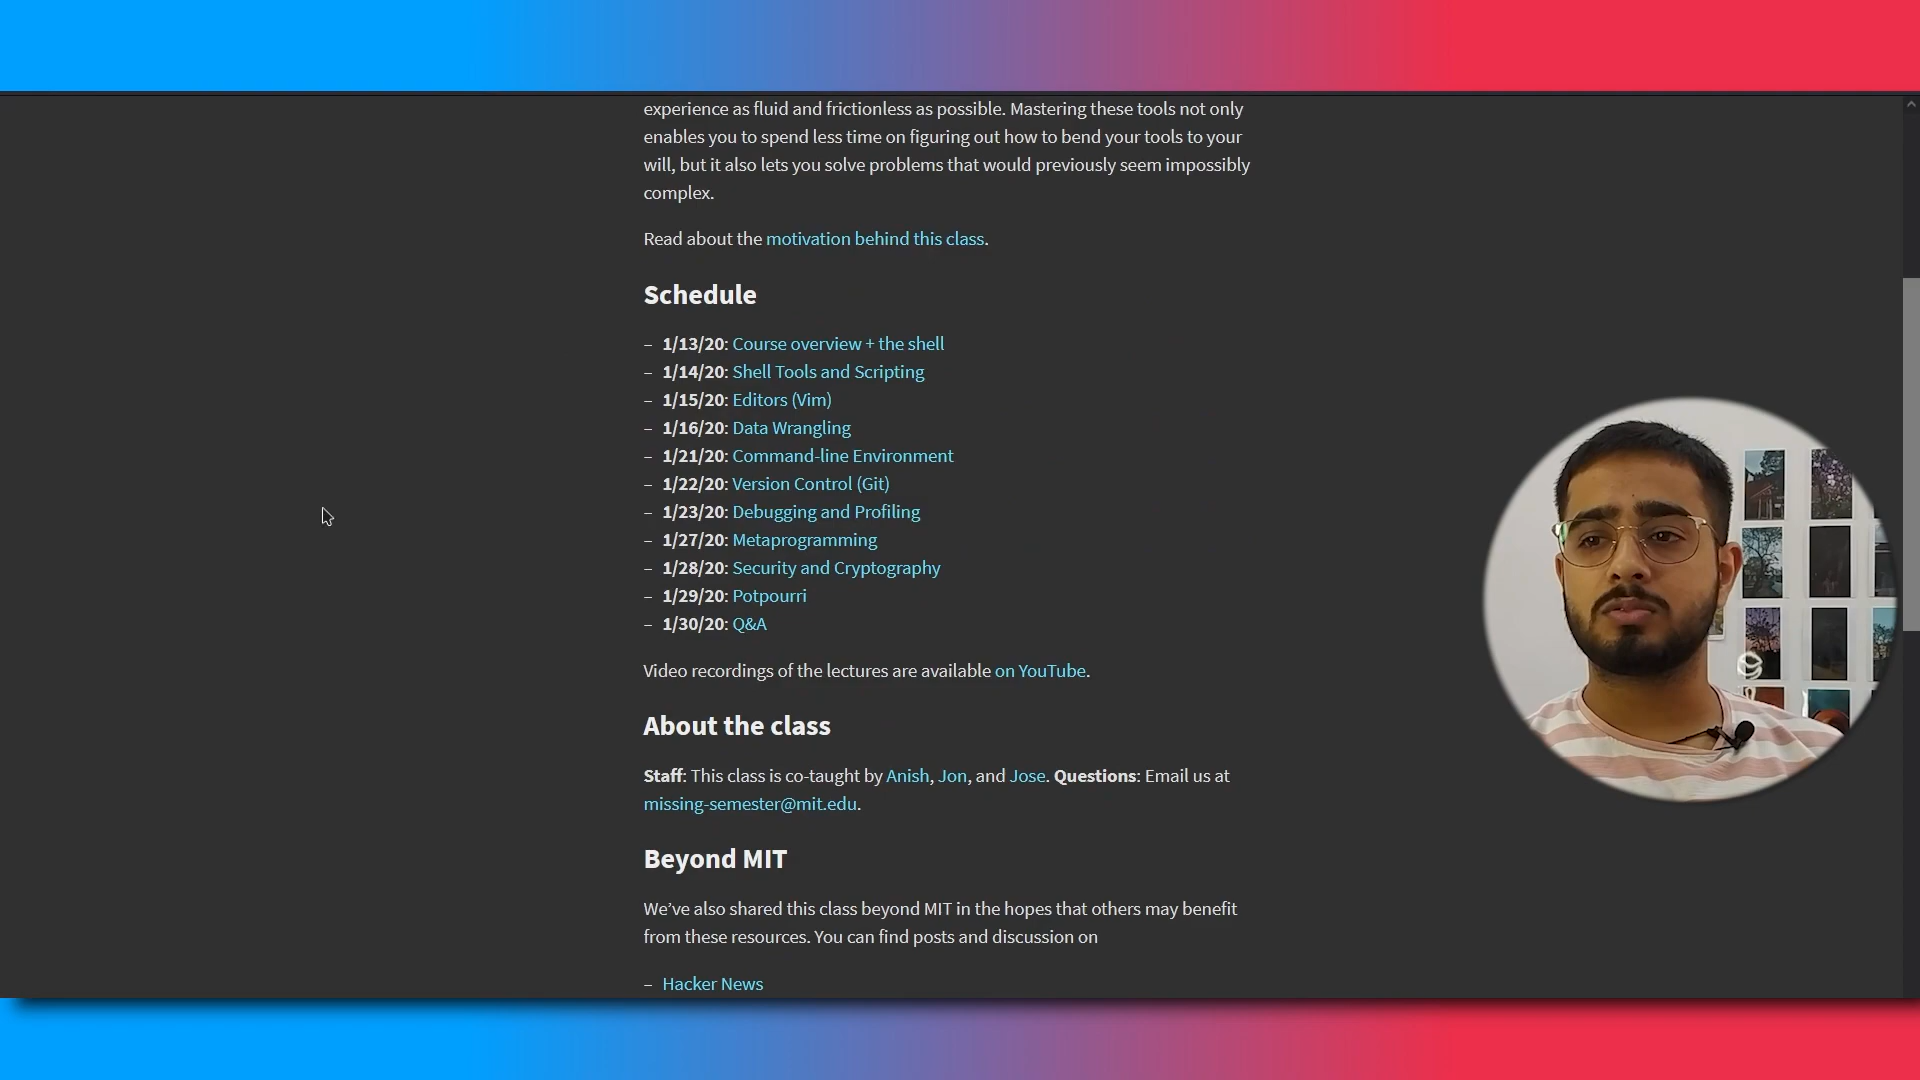 experience as fluid and frictionless as possible. Mastering these tools not only
enables you to spend less time on figuring out how to bend your tools to your
will, but it also lets you solve problems that would previously seem impossibly
complex.
Read about the motivation behind this class.
Schedule
– 1/13/20: Course overview + the shell
– 1/14/20: Shell Tools and Scripting
– 1/15/20: Editors (Vim)
– 1/16/20: Data Wrangling
– 1/21/20: Command-line Environment
– 1/22/20: Version Control (Git)
– 1/23/20: Debugging and Profiling
– 1/27/20: Metaprogramming
– 1/28/20: Security and Cryptography
– 1/29/20: Potpourri
– 1/30/20: Q&A
Video recordings of the lectures are available on YouTube.
About the class
Staff: This class is co-taught by Anish, Jon, and Jose. Questions: Email us at
missing-semester@mit.edu.
Beyond MIT
We’ve also shared this class beyond MIT in the hopes that others may benefit
from these resources. You can find posts and discussion on
– Hacker News